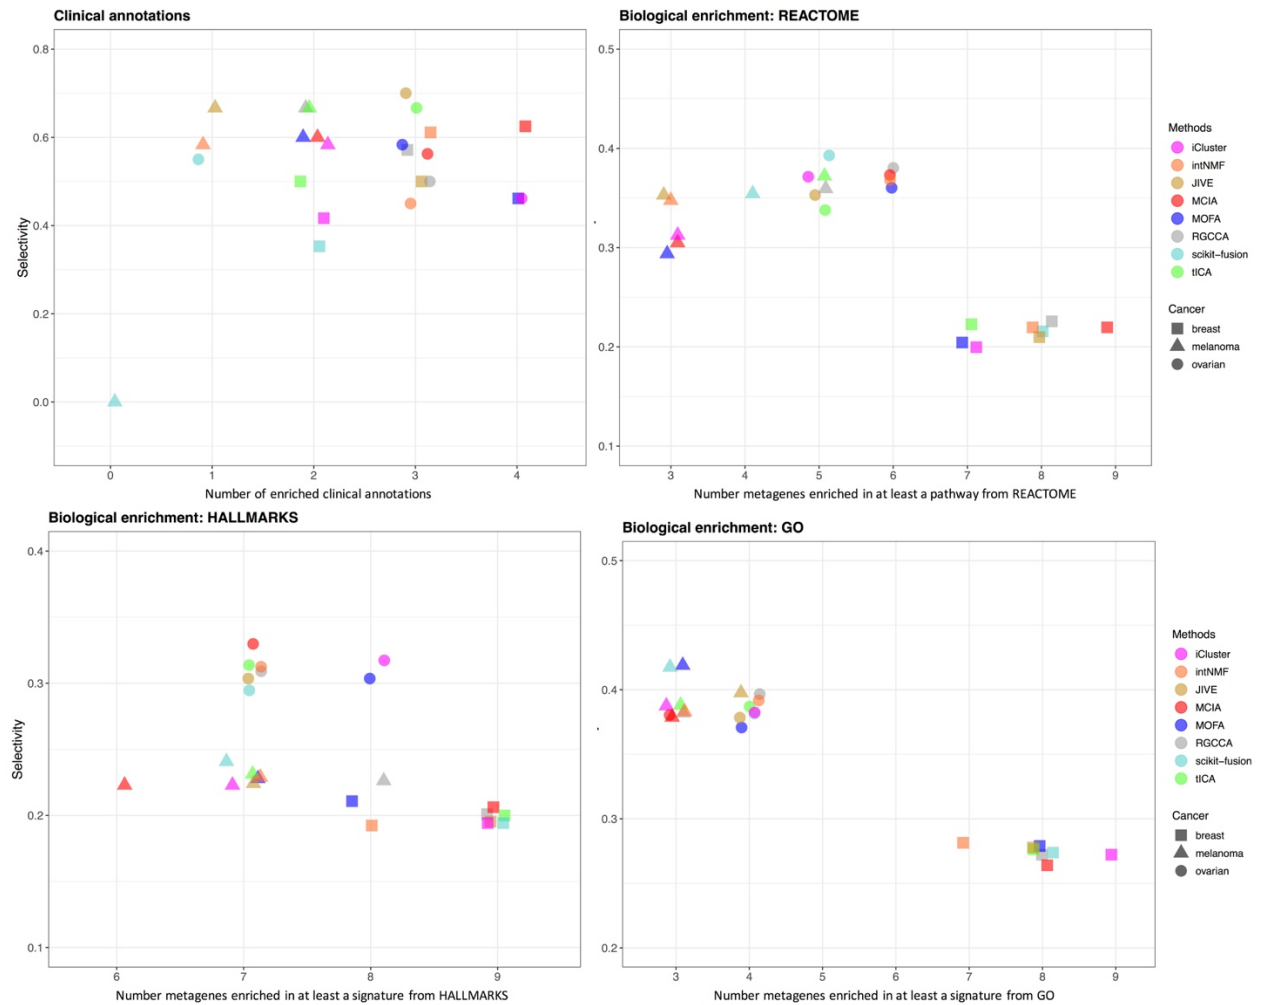 Clinical annotations
0.8
0.6
0.4
0.2
0.0
Selectivity
0 1 2 3 4
Number of enriched clinical annotations
Biological enrichment: REACTOME
0.5
0.4
0.3
0.2
0.1
3 4 5 6 7 8 9
Number metagenes enriched in at least a pathway from REACTOME
Methods
iCluster
intNMF
JIVE
MCIA
MOFA
RGCCA
scikit-fusion
tICA
Cancer
breast
melanoma
ovarian
Biological enrichment: HALLMARKS
0.4
0.3
0.2
0.1
Selectivity
6 7 8 9
Number metagenes enriched in at least a signature from HALLMARKS
Biological enrichment: GO
0.5
0.4
0.3
0.2
3 4 5 6 7 8 9
Number metagenes enriched in at least a signature from GO
Methods
iCluster
intNMF
JIVE
MCIA
MOFA
RGCCA
scikit-fusion
tICA
Cancer
breast
melanoma
ovarian